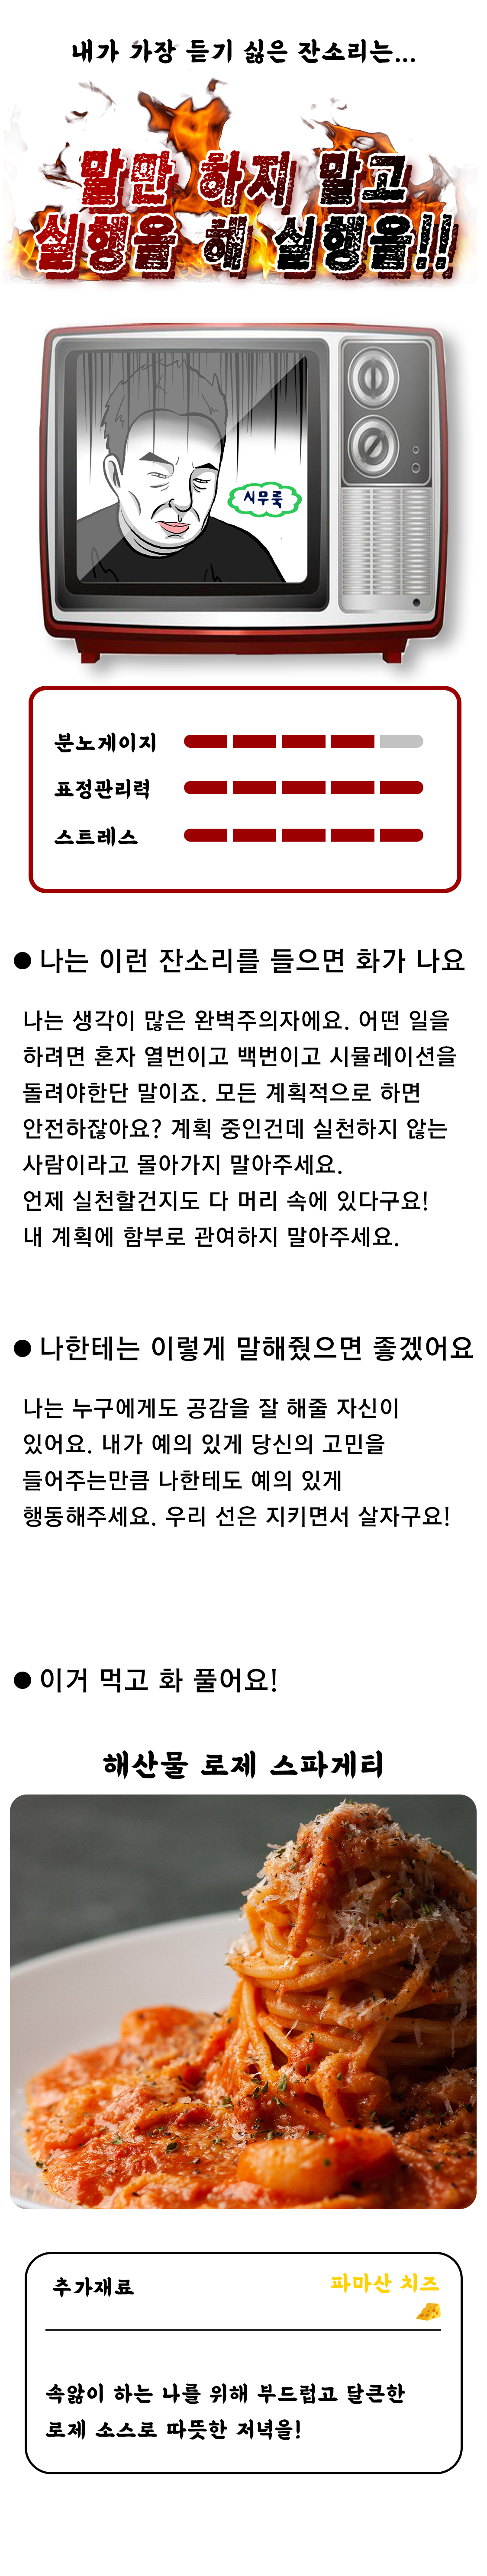 내가 가장 듣기 싫은 잔소리는...
말만 하지 말고
실행을 해 실행을!!
시무룩
분노게이지
표정관리력
스트레스
● 나는 이런 잔소리를 들으면 화가 나요
나는 생각이 많은 완벽주의자에요. 어떤 일을
하려면 혼자 열번이고 백번이고 시뮬레이션을
돌려야한단 말이죠. 모든 계획적으로 하면
안전하잖아요? 계획 중인건데 실천하지 않는
사람이라고 몰아가지 말아주세요.
언제 실천할건지도 다 머리 속에 있다구요!
내 계획에 함부로 관여하지 말아주세요.
● 나한테는 이렇게 말해줬으면 좋겠어요
나는 누구에게도 공감을 잘 해줄 자신이
있어요. 내가 예의 있게 당신의 고민을
들어주는만큼 나한테도 예의 있게
행동해주세요. 우리 선은 지키면서 살자구요!
● 이거 먹고 화 풀어요!
해산물 로제 스파게티
추가재료
파마산 치즈
속앓이 하는 나를 위해 부드럽고 달큰한
로제 소스로 따뜻한 저녁을!